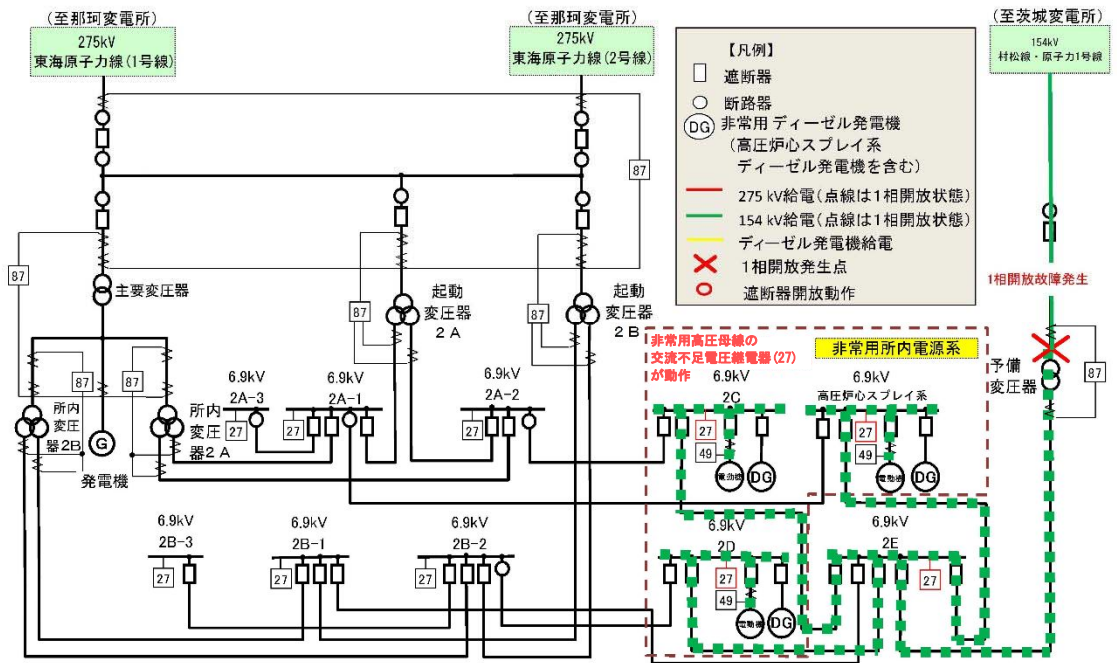 (至那珂変電所)
275kV
東海原子力線(1号線)
(至那珂変電所)
275kV
東海原子力線(2号線)
(至茨城変電所)
154kV
村松線・原子力1号線
【凡例】
遮断器
断路器
DG
非常用 ディーゼル発電機
(高圧炉心スプレイ系
ディーゼル発電機を含む)
275 kV給電(点線は1相開放状態)
154 kV給電(点線は1相開放状態)
ディーゼル発電機給電
1相開放発生点
遮断器開放動作
87
87
87
87
主要変圧器
起動
変圧器
2A
起動
変圧器
2B
1相開放故障発生
予備
変圧器
87
87
87
所内
変圧
器2B
G
発電機
所内
変圧
器2A
非常用高圧母線の
交流不足電圧継電器(27)
が動作
非常用所内電源系
6.9kV
2A-3
27
6.9kV
2A-1
27
6.9kV
2A-2
27
6.9kV
2C
27
49
電動機
DG
6.9kV
高圧炉心スプレイ系
27
49
電動機
DG
6.9kV
2B-3
27
6.9kV
2B-1
27
6.9kV
2B-2
27
6.9kV
2D
27
49
電動機
DG
6.9kV
2E
27